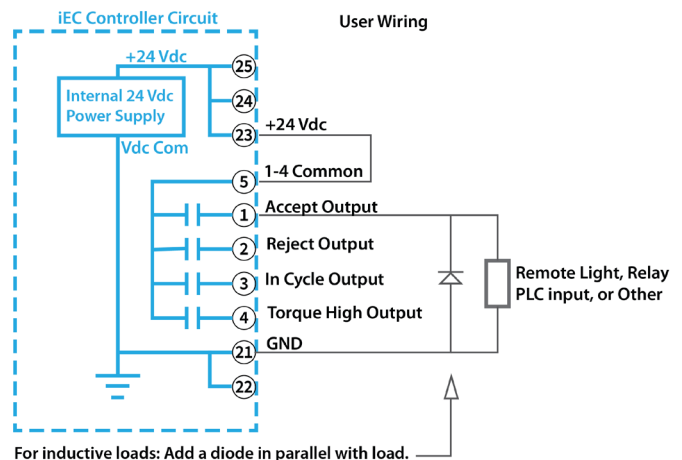 iEC Controller Circuit
User Wiring
+24 Vdc
25
Internal 24 Vdc
Power Supply
24
23
+24 Vdc
Vdc Com
5
1-4 Common
1
Accept Output
2
Reject Output
3
In Cycle Output
Remote Light, Relay
PLC input, or Other
4
Torque High Output
21
GND
22
For inductive loads: Add a diode in parallel with load.